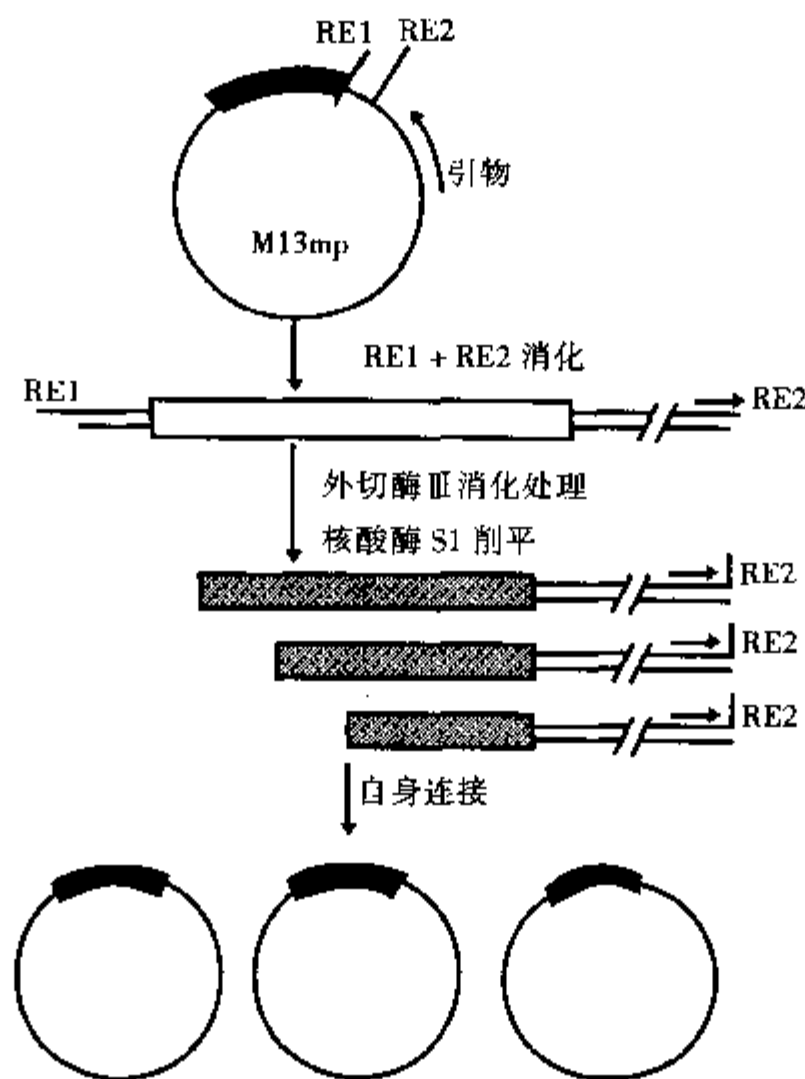 RE1 RE2
引物
M13mp
RE1 + RE2 消化
RE1
RE2
外切酶Ⅲ消化处理
核酸酶 S1 削平
RE2
RE2
RE2
自身连接